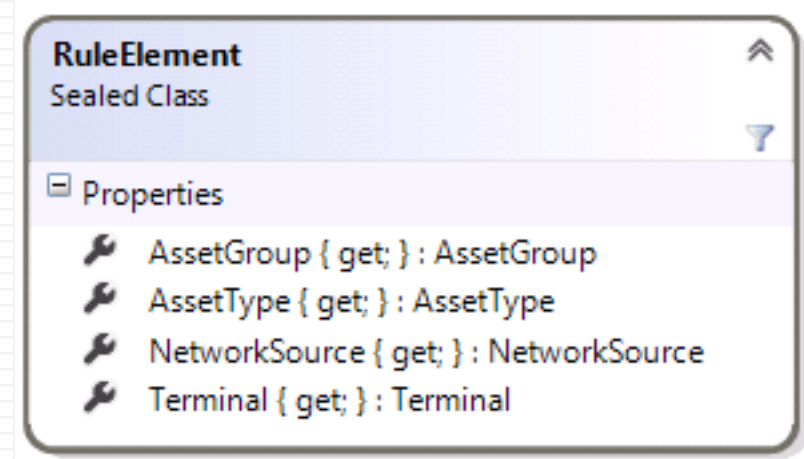 RuleElement
Sealed Class
Properties
AssetGroup { get; } : AssetGroup
AssetType { get; } : AssetType
NetworkSource { get; } : NetworkSource
Terminal { get; } : Terminal